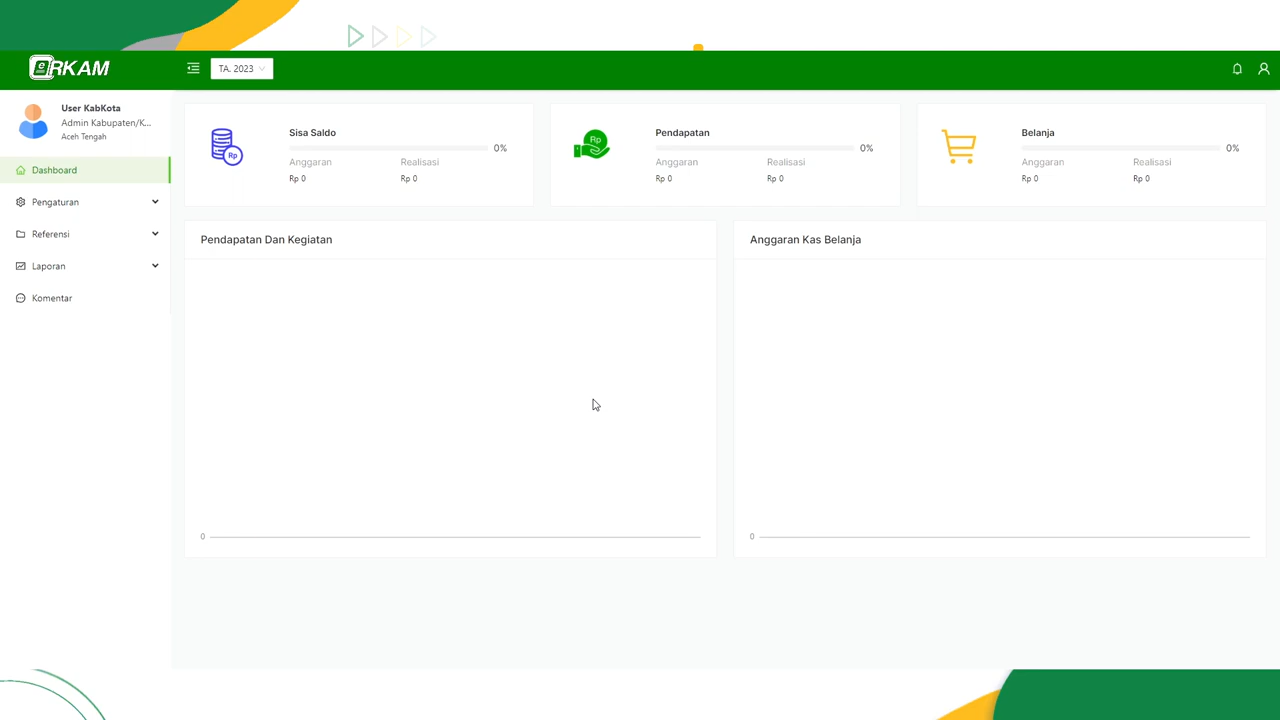 eRKAM
TA. 2023
User KabKota
Admin Kabupaten/K...
Aceh Tengah
Dashboard
Pengaturan
Referensi
Laporan
Komentar
Sisa Saldo
0%
Anggaran Realisasi
Rp 0 Rp 0
Rp
Pendapatan
0%
Anggaran Realisasi
Rp 0 Rp 0
Rp
Belanja
0%
Anggaran Realisasi
Rp 0 Rp 0
Pendapatan Dan Kegiatan
0
Anggaran Kas Belanja
0